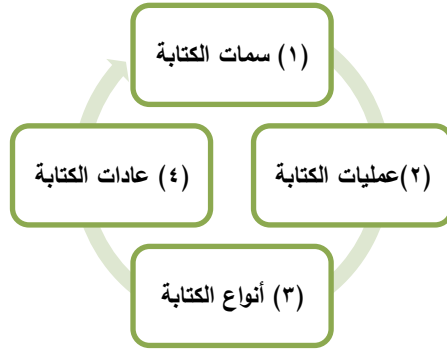 (١) سمات الكتابة
(٢)عمليات الكتابة
(٣) أنواع الكتابة
(٤) عادات الكتابة